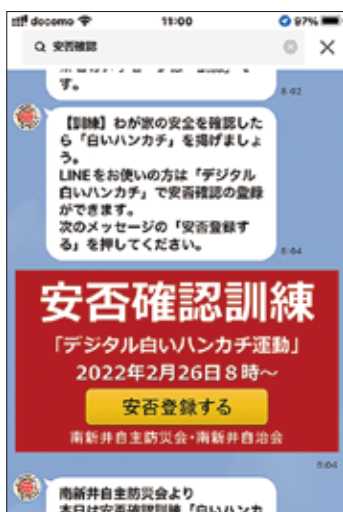 docomo
11:00
97%
安否確認
す。
8:02
【訓練】わが家の安全を確認した
ら「白いハンカチ」を掲げましょ
う。
LINEをお使いの方は「デジタル
白いハンカチ」で安否確認の登録
ができます。
次のメッセージの「安否登録す
る」を押してください。
8:04
安否確認訓練
「デジタル白いハンカチ運動」
2022年2月26日8時～
安否登録する
南新井自主防災会・南新井自治会
8:04
南新井自主防災会より
本日は安否確認訓練「白いハンカ